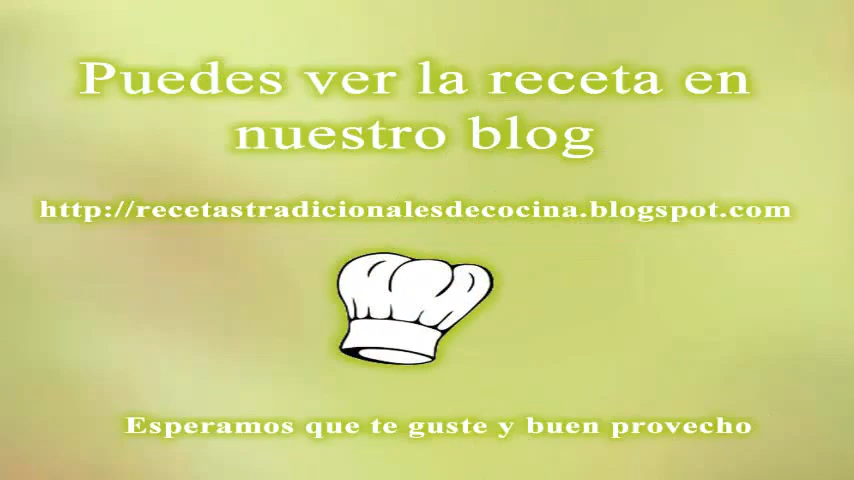 Puedes ver la receta en
nuestro blog
http://recetastradicionalesdecocina.blogspot.com
Esperamos que te guste y buen provecho